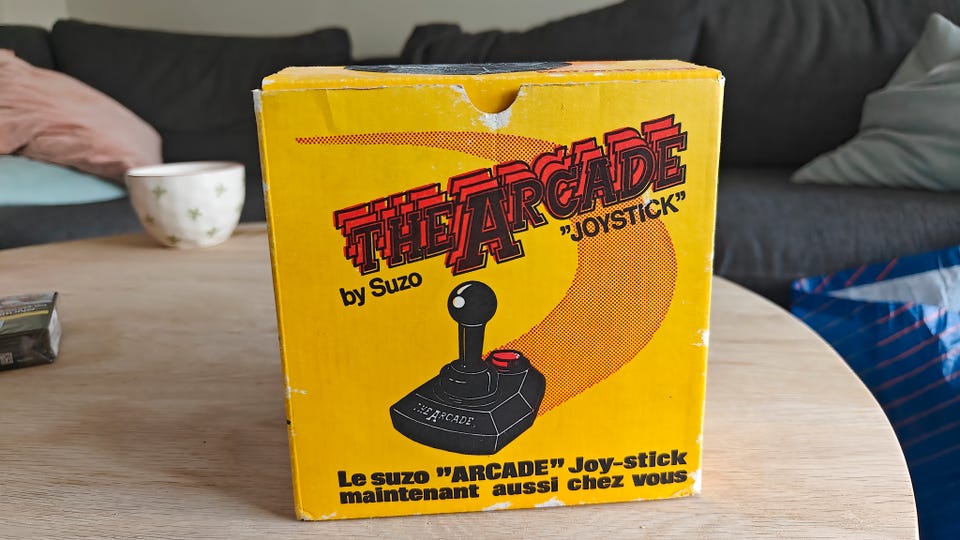 THE ARCADE
”JOYSTICK”
by Suzo
THE ARCADE
Le suzo ”ARCADE” Joy-stick
maintenant aussi chez vous